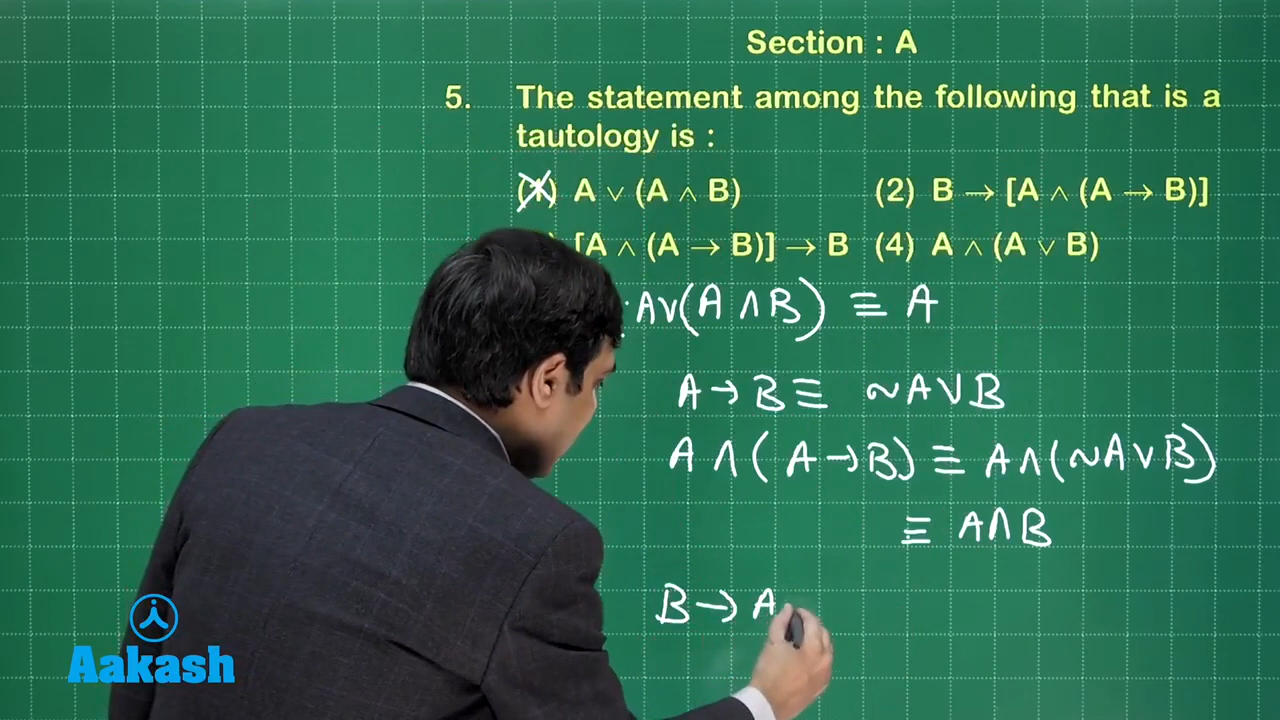 Section : A
5. The statement among the following that is a
tautology is :
(1) A ∨ (A ∧ B) (2) B → [A ∧ (A → B)]
[A ∧ (A → B)] → B (4) A ∧ (A ∨ B)
: A∨(A ∧ B) ≡ A
A → B ≡ ~A ∨ B
A ∧ (A → B) ≡ A ∧ (~A ∨ B)
≡ A ∧ B
B → A
Aakash